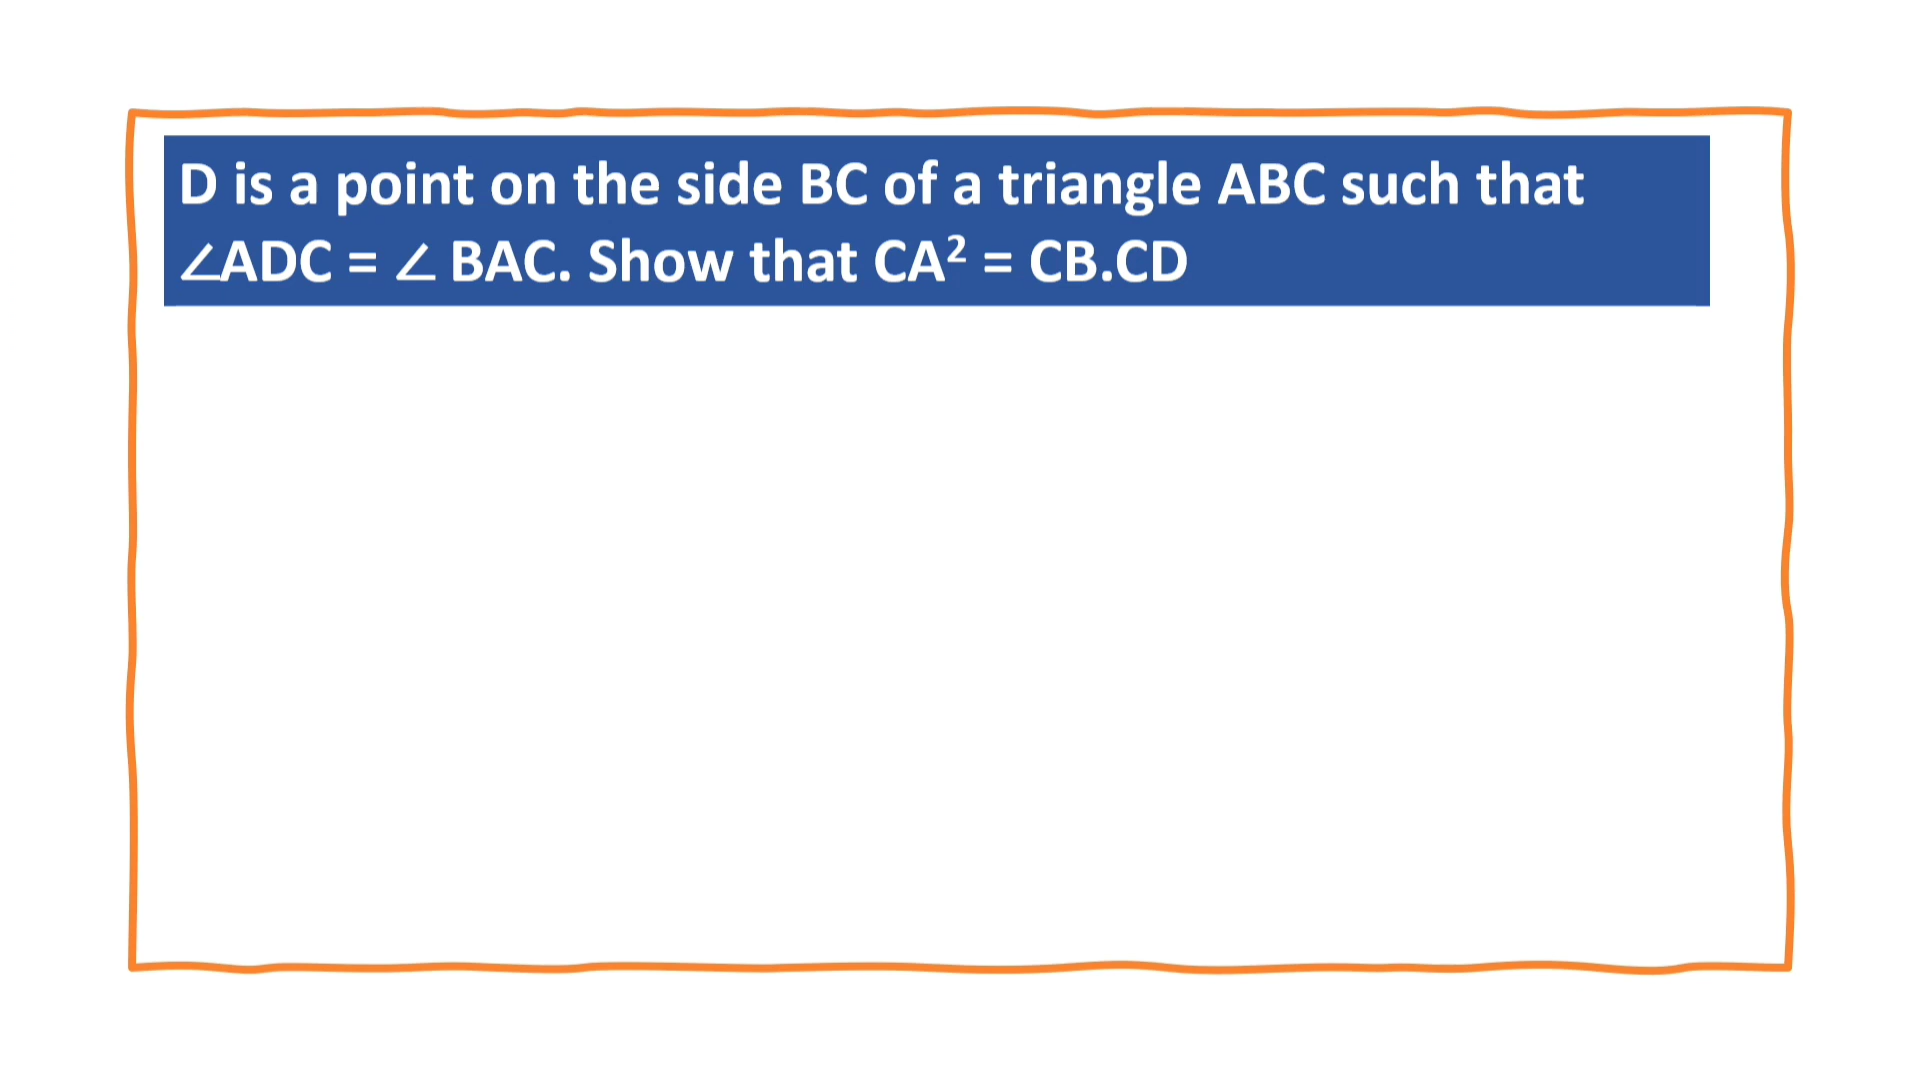 D is a point on the side BC of a triangle ABC such that
∠ADC = ∠ BAC. Show that CA² = CB.CD